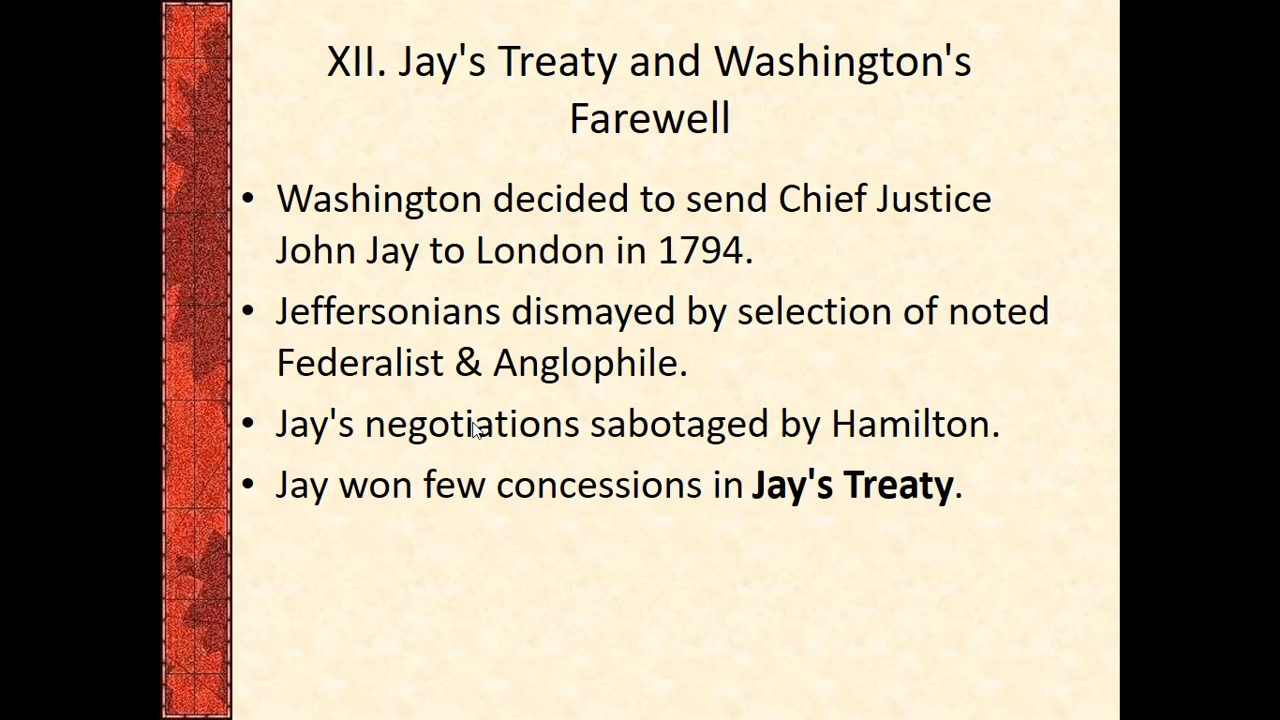 XII. Jay's Treaty and Washington's
Farewell
• Washington decided to send Chief Justice
John Jay to London in 1794.
• Jeffersonians dismayed by selection of noted
Federalist & Anglophile.
• Jay's negotiations sabotaged by Hamilton.
• Jay won few concessions in Jay's Treaty.